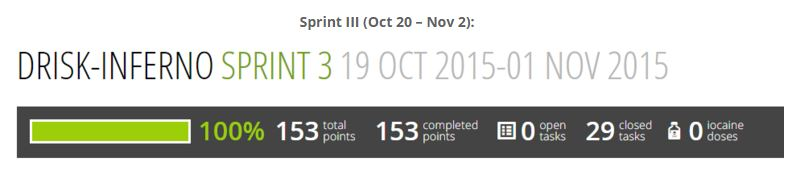 Sprint III (Oct 20 – Nov 2):
DRISK-INFERNO SPRINT 3 19 OCT 2015-01 NOV 2015
100% 153 total points 153 completed points 0 open tasks 29 closed tasks 0 iocaine doses